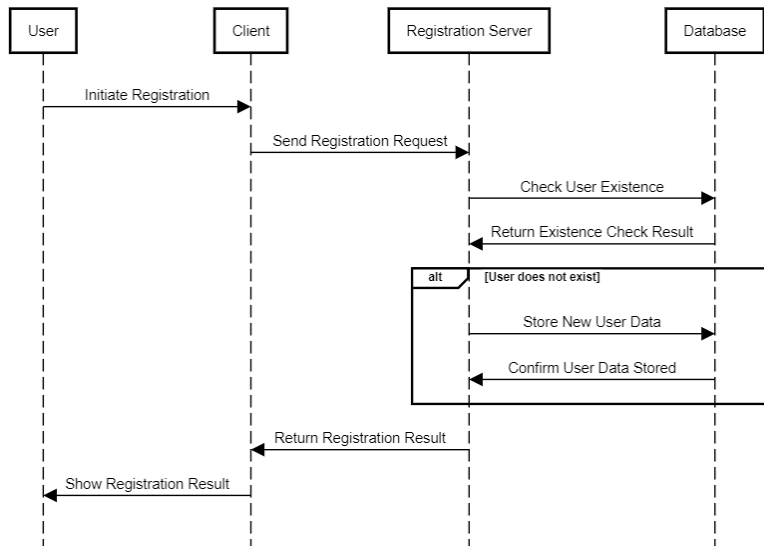 User
Client
Registration Server
Database
Initiate Registration
Send Registration Request
Check User Existence
Return Existence Check Result
alt
[User does not exist]
Store New User Data
Confirm User Data Stored
Return Registration Result
Show Registration Result